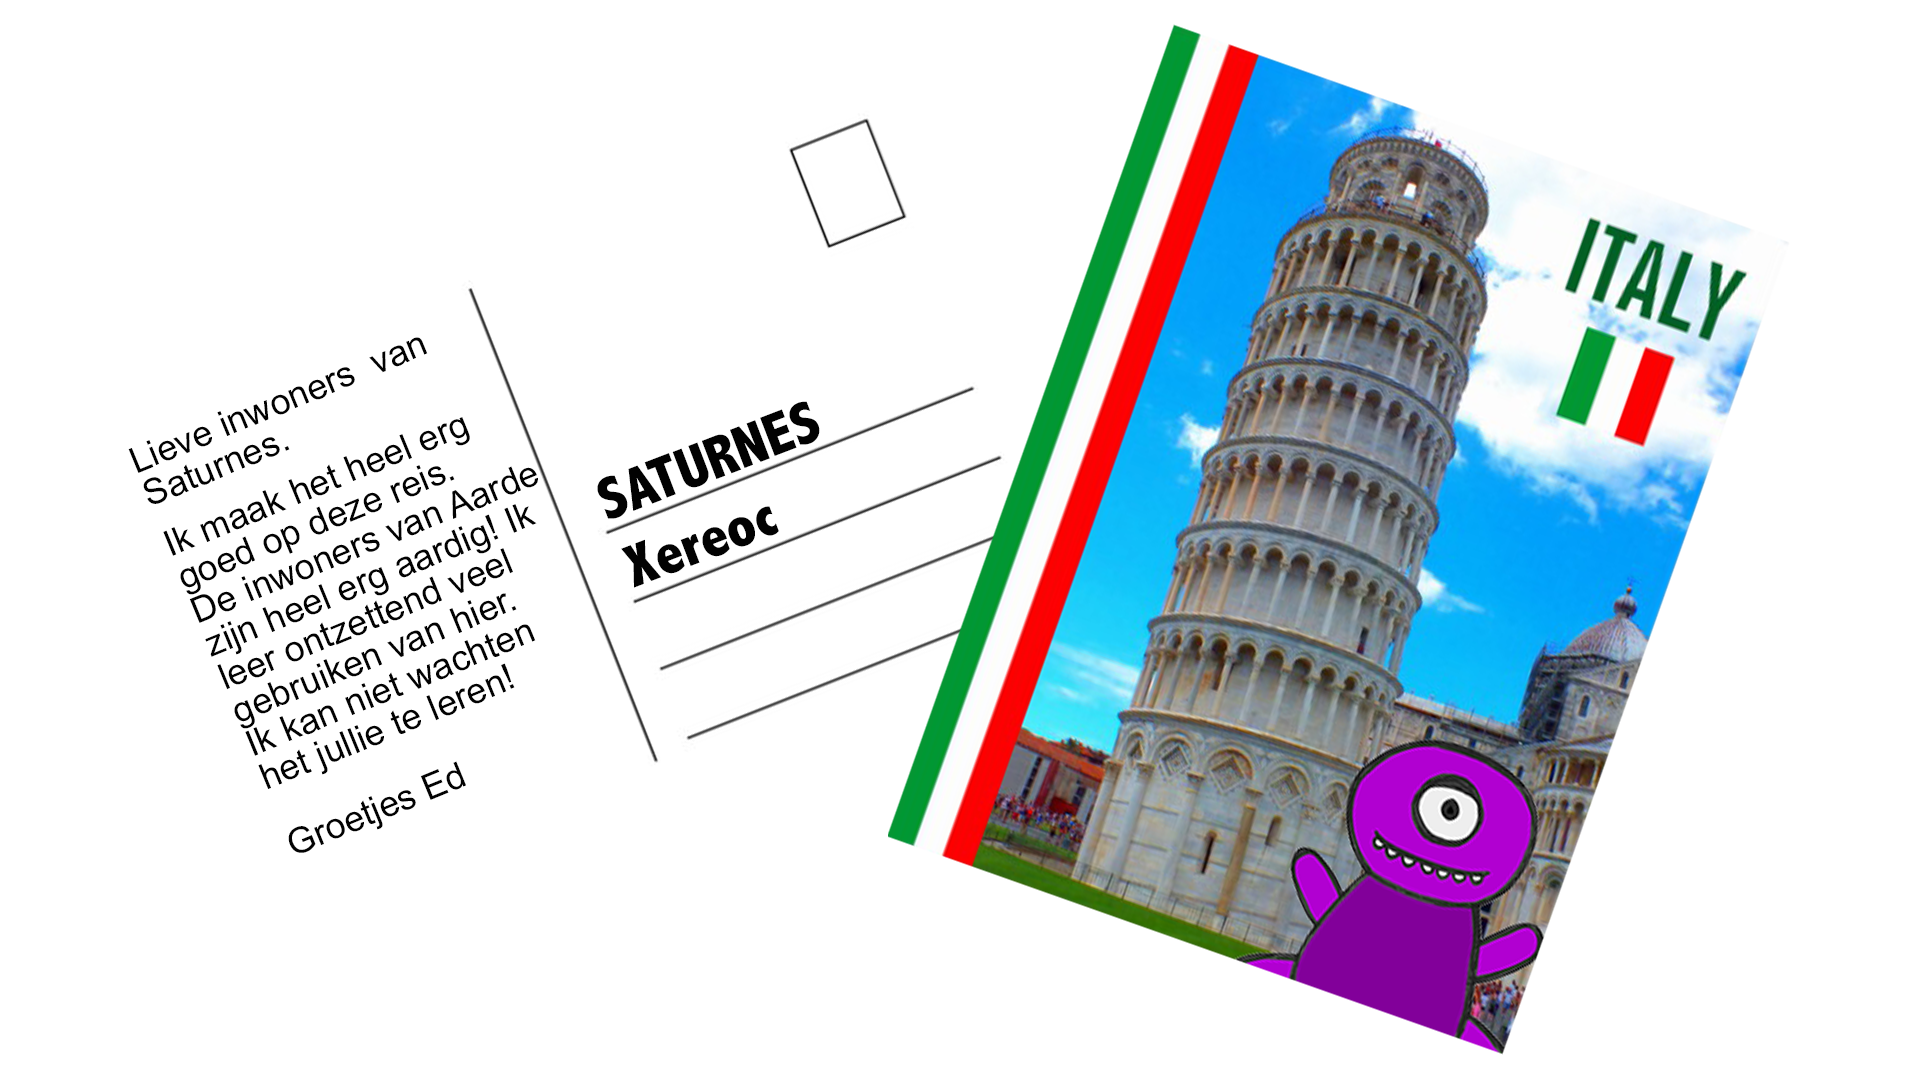 Lieve inwoners van
Saturnes.
Ik maak het heel erg
goed op deze reis.
De inwoners van Aarde
zijn heel erg aardig! Ik
leer ontzettend veel
gebruiken van hier.
Ik kan niet wachten
het jullie te leren!
Groetjes Ed
SATURNES
Xereoc
ITALY